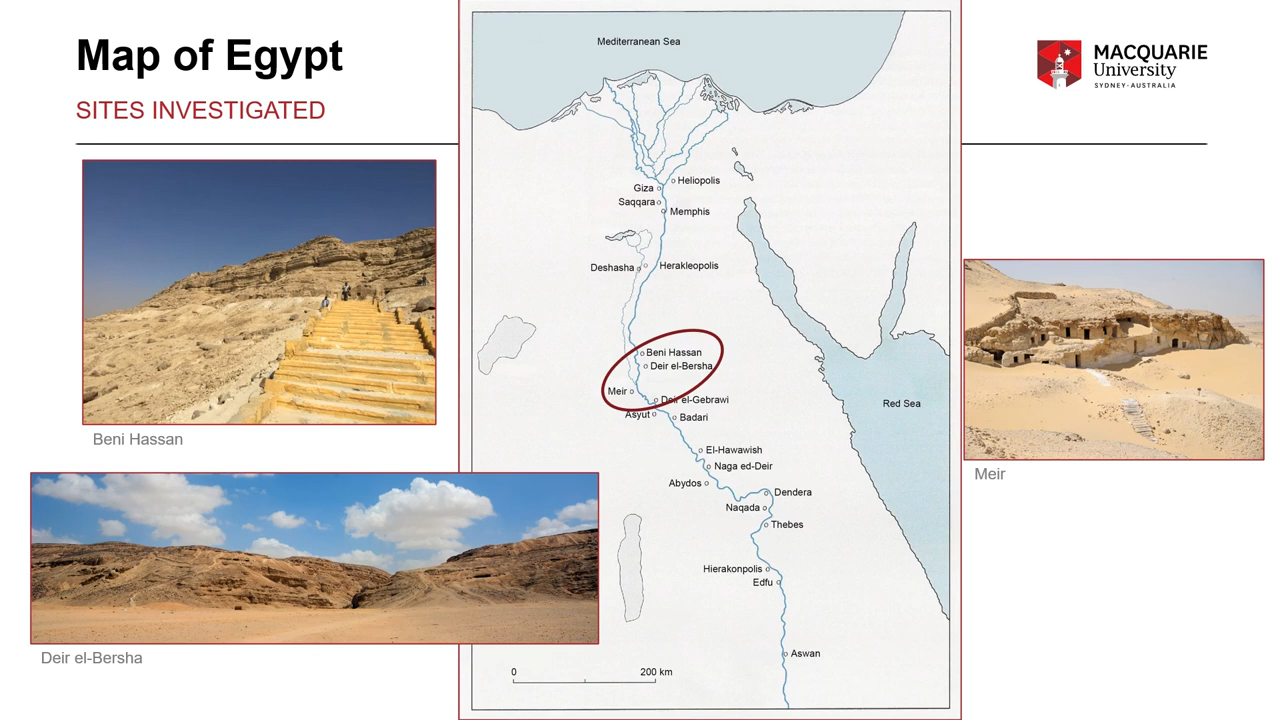 Map of Egypt
SITES INVESTIGATED
MACQUARIE
University
SYDNEY-AUSTRALIA
Mediterranean Sea
Heliopolis
Giza
Saqqara
Memphis
Deshasha
Herakleopolis
Beni Hassan
Deir el-Bersha
Meir
Deir el-Gebrawi
Asyut
Badari
Red Sea
El-Hawawish
Naga ed-Deir
Abydos
Dendera
Naqada
Thebes
Hierakonpolis
Edfu
Aswan
0 200 km
Beni Hassan
Deir el-Bersha
Meir